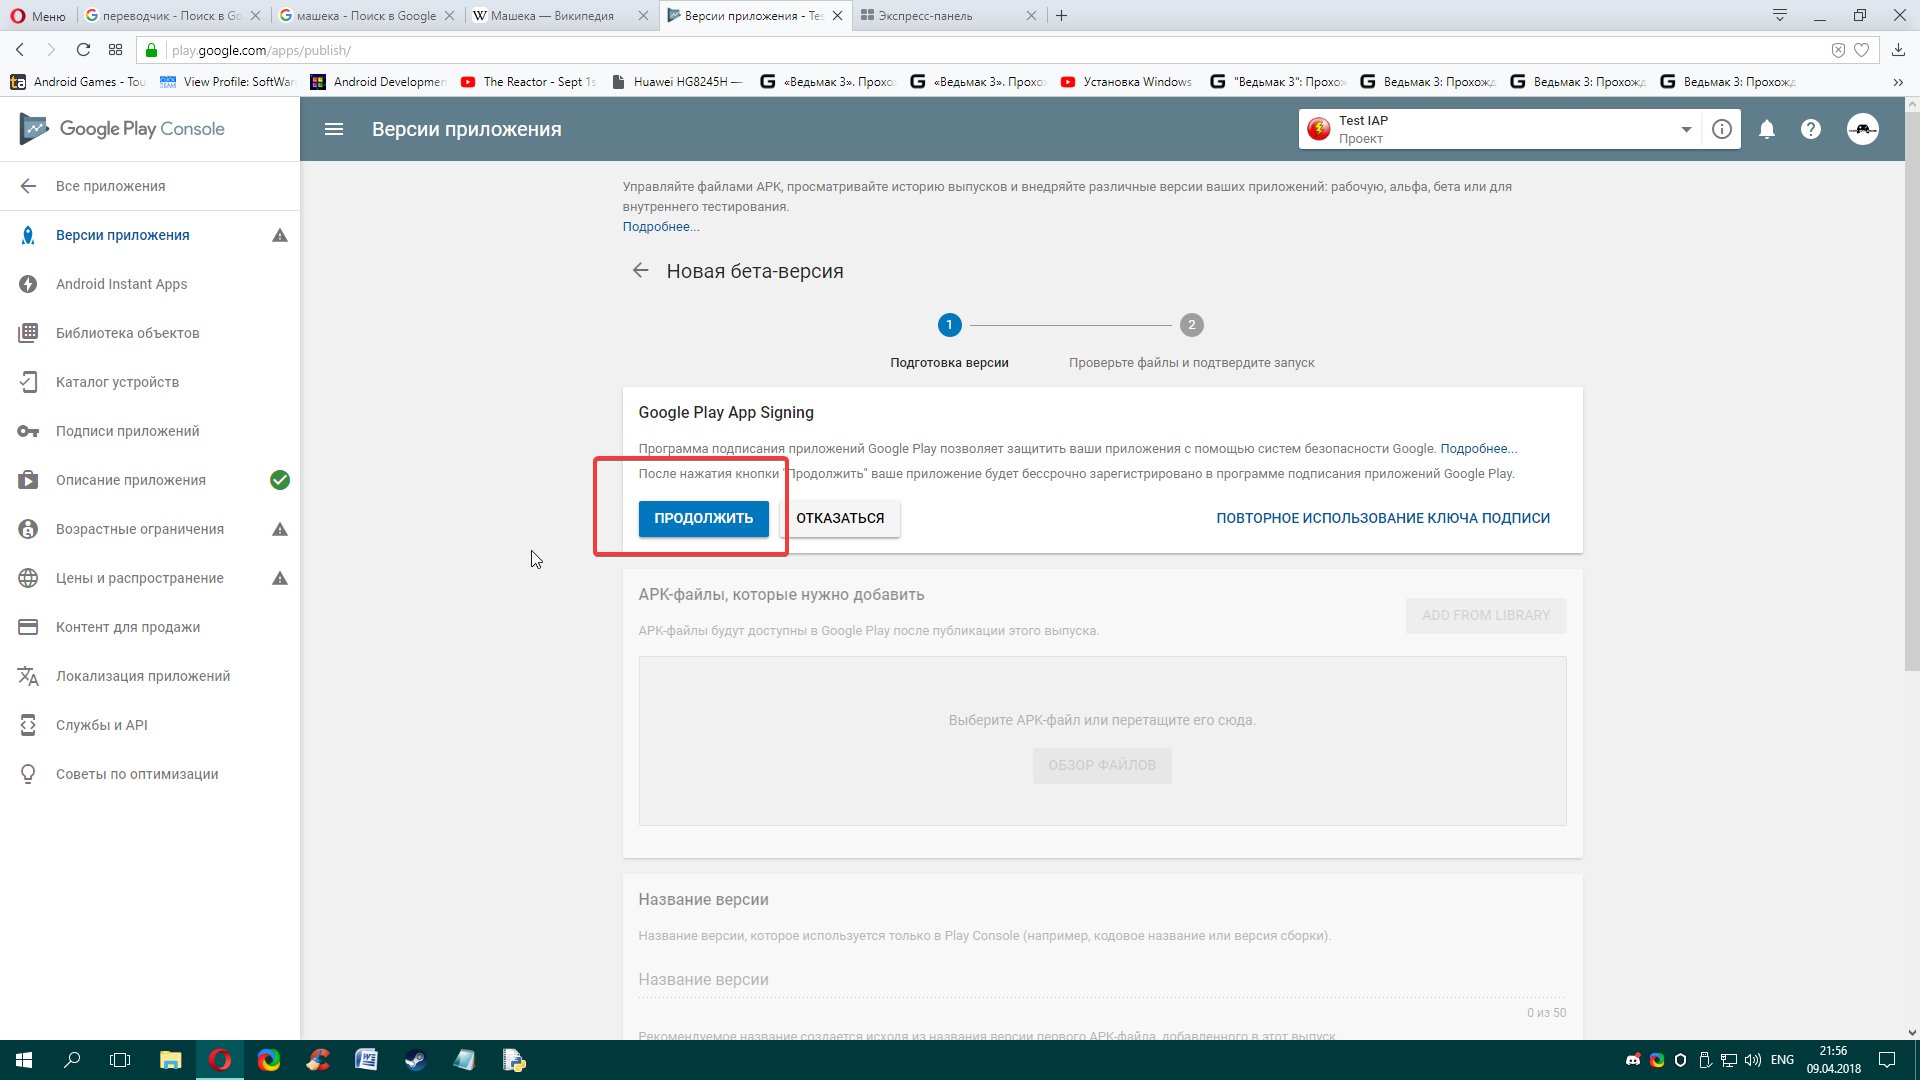 Меню
переводчик - Поиск в Go
машека - Поиск в Google
Машека — Википедия
Версии приложения - Tes
Экспресс-панель
play.google.com/apps/publish/
Android Games - Tou
View Profile: SoftWar
Android Developmen
The Reactor - Sept 1s
Huawei HG8245H —
«Ведьмак 3». Прохо
«Ведьмак 3». Прохо
Установка Windows
"Ведьмак 3": Прохо
Ведьмак 3: Прохожд
Ведьмак 3: Прохожд
Ведьмак 3: Прохожд
Google Play Console
Версии приложения
Test IAP
Проект
Все приложения
Версии приложения
Android Instant Apps
Библиотека объектов
Каталог устройств
Подписи приложений
Описание приложения
Возрастные ограничения
Цены и распространение
Контент для продажи
Локализация приложений
Службы и API
Советы по оптимизации
Управляйте файлами APK, просматривайте историю выпусков и внедряйте различные версии ваших приложений: рабочую, альфа, бета или для
внутреннего тестирования.
Подробнее...
Новая бета-версия
1
2
Подготовка версии
Проверьте файлы и подтвердите запуск
Google Play App Signing
Программа подписания приложений Google Play позволяет защитить ваши приложения с помощью систем безопасности Google. Подробнее...
После нажатия кнопки "Продолжить" ваше приложение будет бессрочно зарегистрировано в программе подписания приложений Google Play.
ПРОДОЛЖИТЬ
ОТКАЗАТЬСЯ
ПОВТОРНОЕ ИСПОЛЬЗОВАНИЕ КЛЮЧА ПОДПИСИ
APK-файлы, которые нужно добавить
ADD FROM LIBRARY
APK-файлы будут доступны в Google Play после публикации этого выпуска.
Выберите APK-файл или перетащите его сюда.
ОБЗОР ФАЙЛОВ
Название версии
Название версии, которое используется только в Play Console (например, кодовое название или версия сборки).
Название версии
0 из 50
Рекомендуемое название создается исходя из названия версии первого APK-файла, добавленного в этот выпуск.
ENG
21:56
09.04.2018